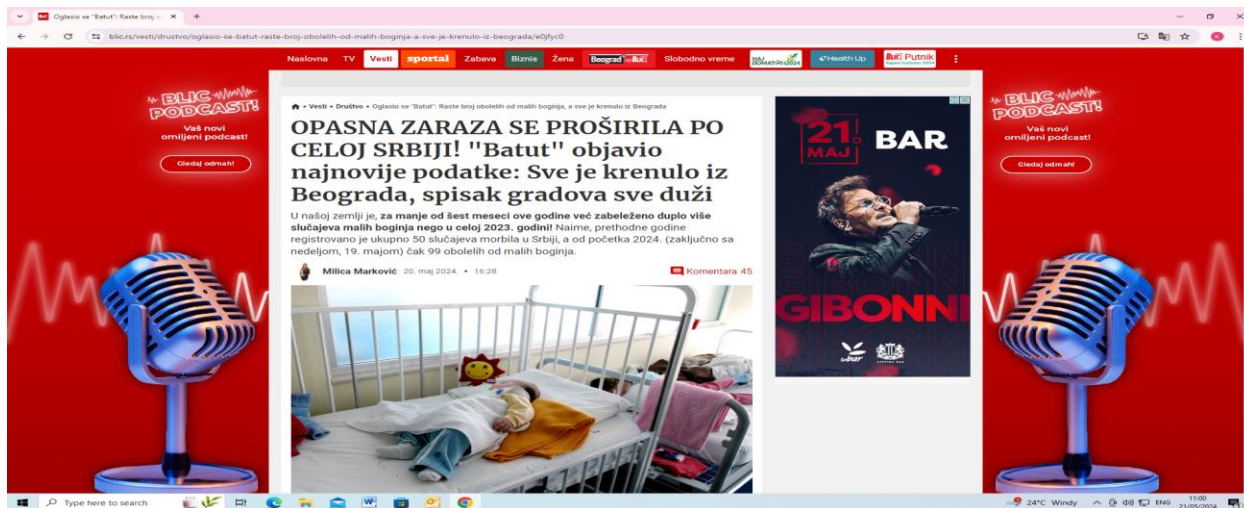 Oglasio se "Batut": Raste broj o
blic.rs/vesti/drustvo/oglasio-se-batut-raste-broj-obolelih-od-malih-boginja-a-sve-je-krenulo-iz-beograda/e0jfyc0
Naslovna TV Vesti sportal Zabava Biznis Žena Beograd Blic Slobodno vreme Health Up Blic Putnik
BLIC
PODCAST!
Vaš novi
omiljeni podcast!
Gledaj odmah!
Vesti • Društvo • Oglasio se "Batut": Raste broj obolelih od malih boginja, a sve je krenulo iz Beograda
OPASNA ZARAZA SE PROŠIRILA PO
CELOJ SRBIJI! "Batut" objavio
najnovije podatke: Sve je krenulo iz
Beograda, spisak gradova sve duži
U našoj zemlji je, za manje od šest meseci ove godine već zabeleženo duplo više
slučajeva malih boginja nego u celoj 2023. godini! Naime, prethodne godine
registrovano je ukupno 50 slučajeva morbila u Srbiji, a od početka 2024. (zaključno sa
nedeljom, 19. majom) čak 99 obolelih od malih boginja.
Milica Marković 20. maj 2024. • 16:28
Komentara 45
21.
MAJ
BAR
GIBONNI
BLIC
PODCAST!
Vaš novi
omiljeni podcast!
Gledaj odmah!
Type here to search
24°C Windy
ENG
11:00
21/05/2024